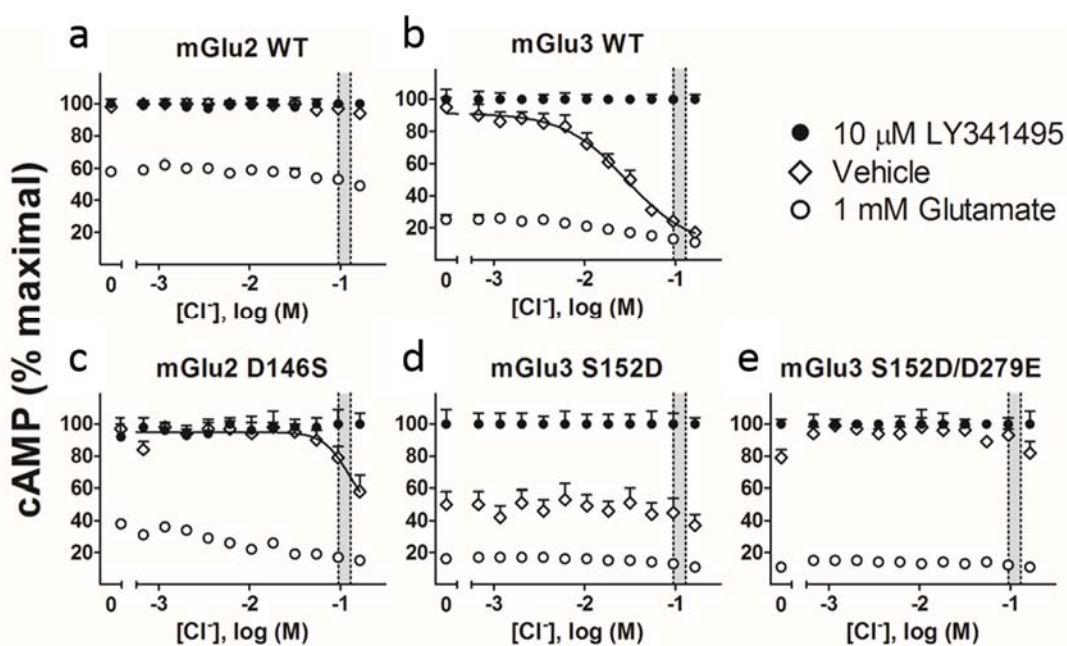 a
mGlu2 WT
100
80
60
40
20
0
-3
-2
-1
[Cl⁻], log (M)
b
mGlu3 WT
100
80
60
40
20
0
-3
-2
-1
[Cl⁻], log (M)
10 µM LY341495
Vehicle
1 mM Glutamate
cAMP (% maximal)
c
mGlu2 D146S
100
80
60
40
20
0
-3
-2
-1
[Cl⁻], log (M)
d
mGlu3 S152D
100
80
60
40
20
0
-3
-2
-1
[Cl⁻], log (M)
e
mGlu3 S152D/D279E
100
80
60
40
20
0
-3
-2
-1
[Cl⁻], log (M)